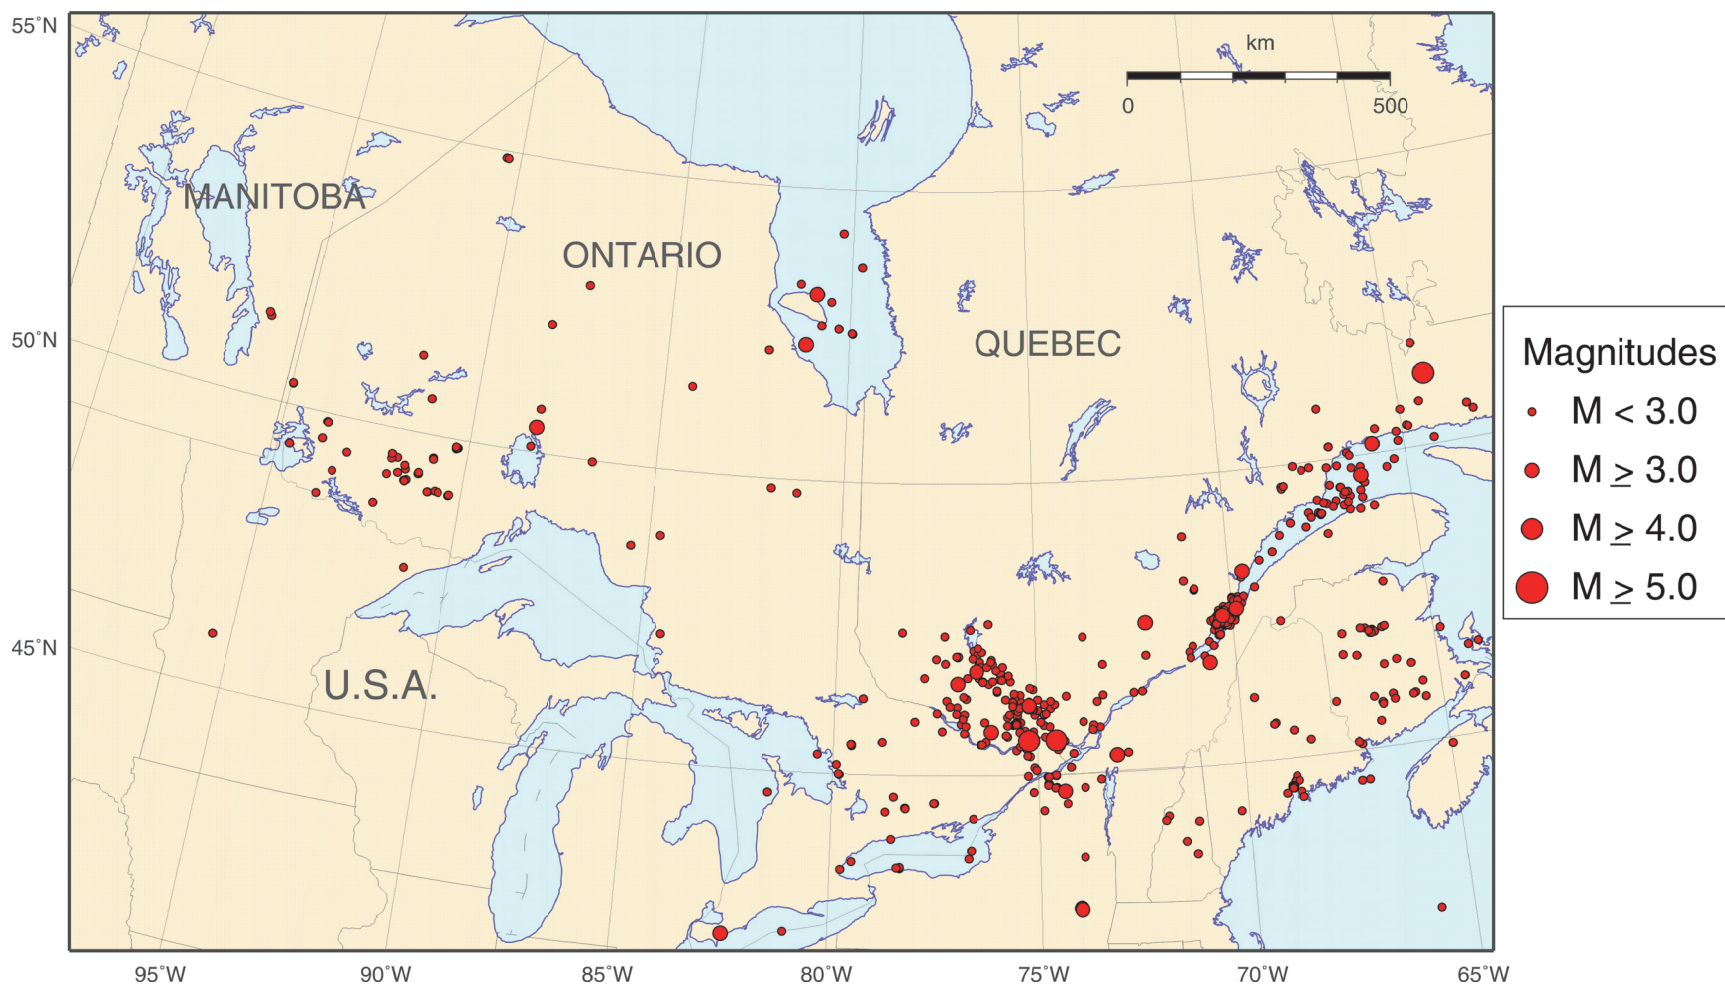 55°N
km
0
500
MANITOBA
ONTARIO
50°N
QUEBEC
Magnitudes
M < 3.0
M ≥ 3.0
M ≥ 4.0
M ≥ 5.0
45°N
U.S.A.
95°W
90°W
85°W
80°W
75°W
70°W
65°W